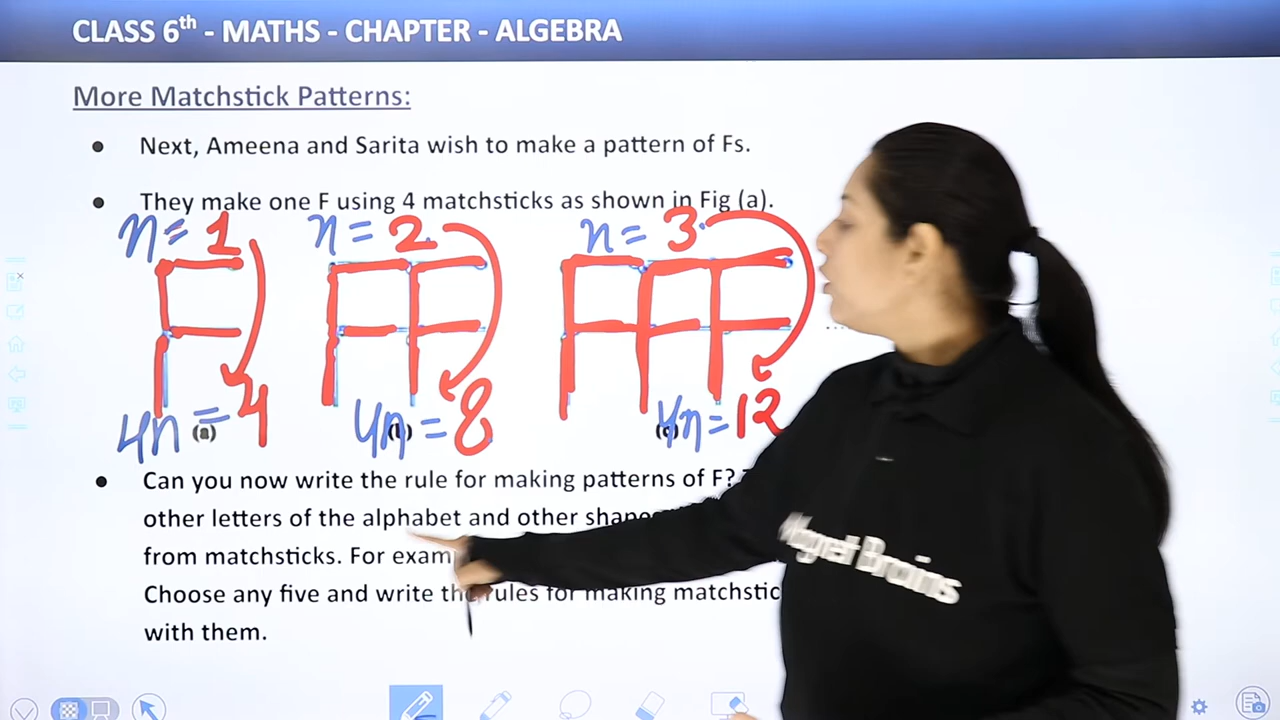 CLASS 6th - MATHS - CHAPTER - ALGEBRA
More Matchstick Patterns:
• Next, Ameena and Sarita wish to make a pattern of Fs.
• They make one F using 4 matchsticks as shown in Fig (a).
n = 1 n = 2 n = 3
4n = 4 4n = 8 4n = 12
(a)
• Can you now write the rule for making patterns of F?
other letters of the alphabet and other
from matchsticks. For
Choose any five and write the rules for making
with them.
Magnet Brains